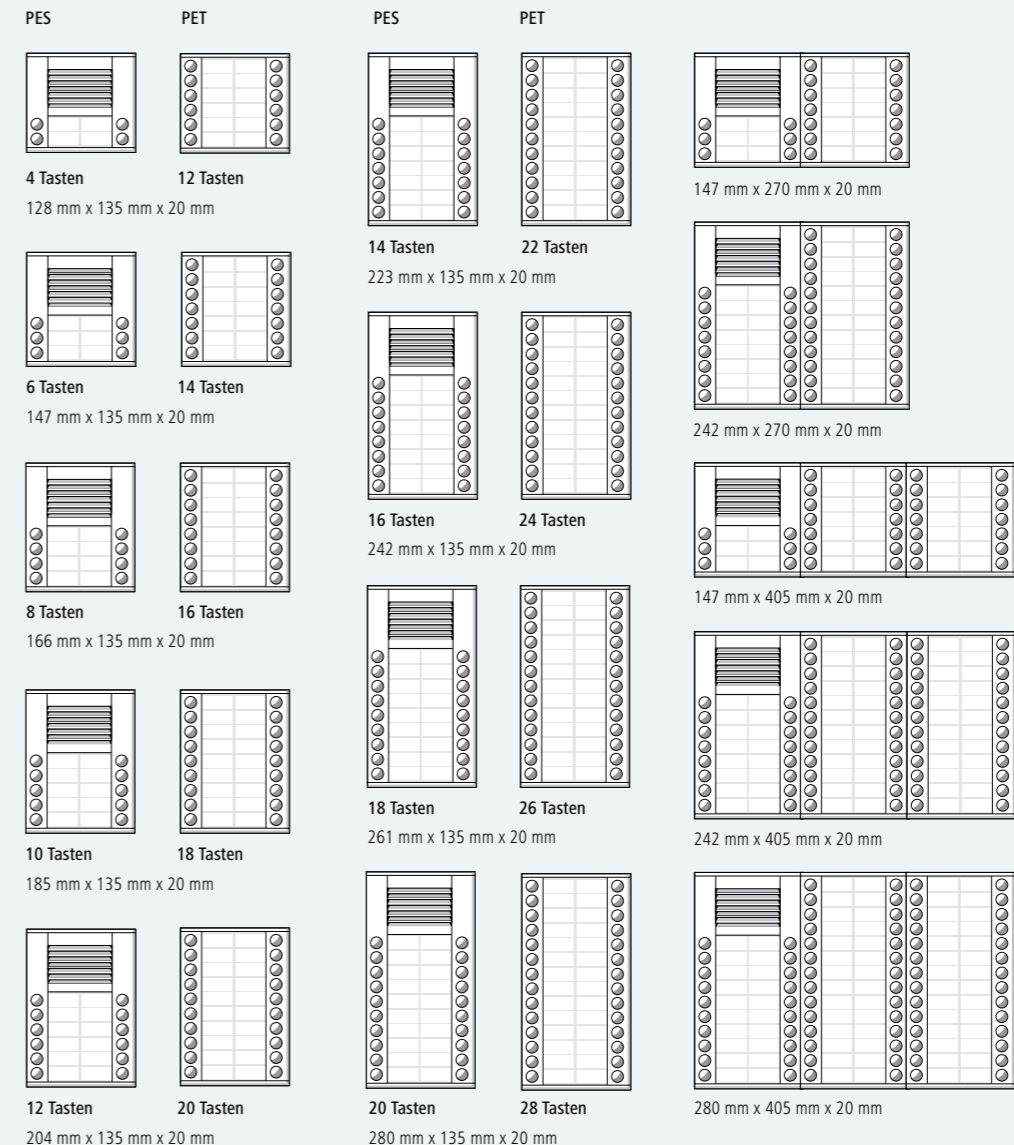 PES PET
4 Tasten 12 Tasten
128 mm x 135 mm x 20 mm
6 Tasten 14 Tasten
147 mm x 135 mm x 20 mm
8 Tasten 16 Tasten
166 mm x 135 mm x 20 mm
10 Tasten 18 Tasten
185 mm x 135 mm x 20 mm
12 Tasten 20 Tasten
204 mm x 135 mm x 20 mm
PES PET
14 Tasten 22 Tasten
223 mm x 135 mm x 20 mm
16 Tasten 24 Tasten
242 mm x 135 mm x 20 mm
18 Tasten 26 Tasten
261 mm x 135 mm x 20 mm
20 Tasten 28 Tasten
280 mm x 135 mm x 20 mm
147 mm x 270 mm x 20 mm
242 mm x 270 mm x 20 mm
147 mm x 405 mm x 20 mm
242 mm x 405 mm x 20 mm
280 mm x 405 mm x 20 mm